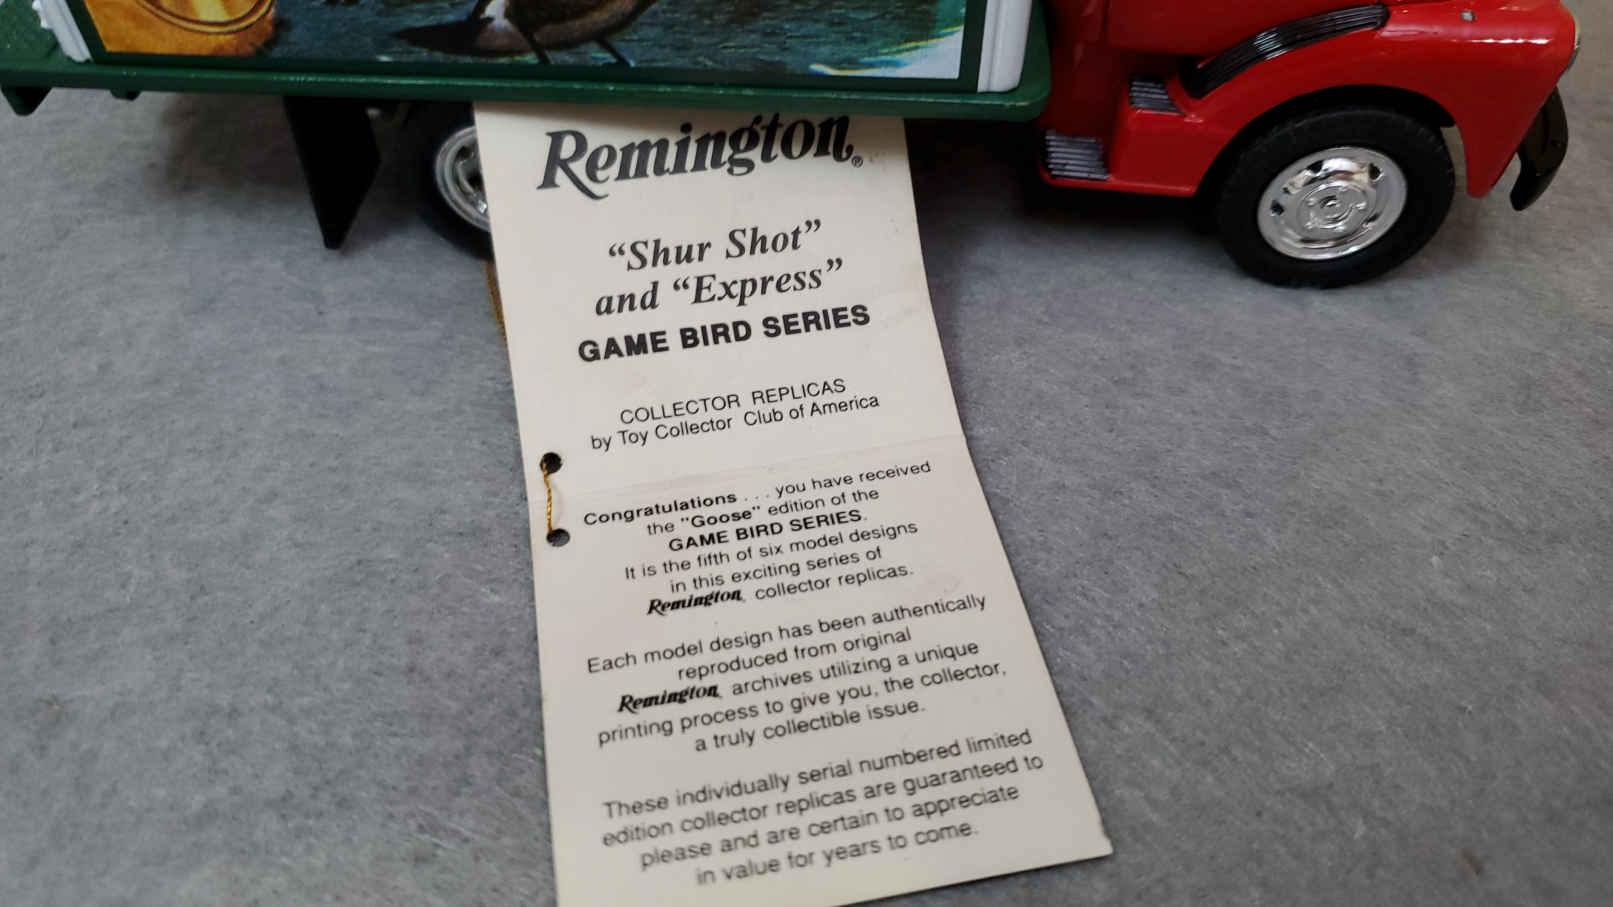 Remington®
“Shur Shot”
and “Express”
GAME BIRD SERIES
COLLECTOR REPLICAS
by Toy Collector Club of America
Congratulations . . . you have received
the "Goose" edition of the
GAME BIRD SERIES.
It is the fifth of six model designs
in this exciting series of
Remington® collector replicas.
Each model design has been authentically
reproduced from original
Remington® archives utilizing a unique
printing process to give you, the collector,
a truly collectible issue.
These individually serial numbered limited
edition collector replicas are guaranteed to
please and are certain to appreciate
in value for years to come.